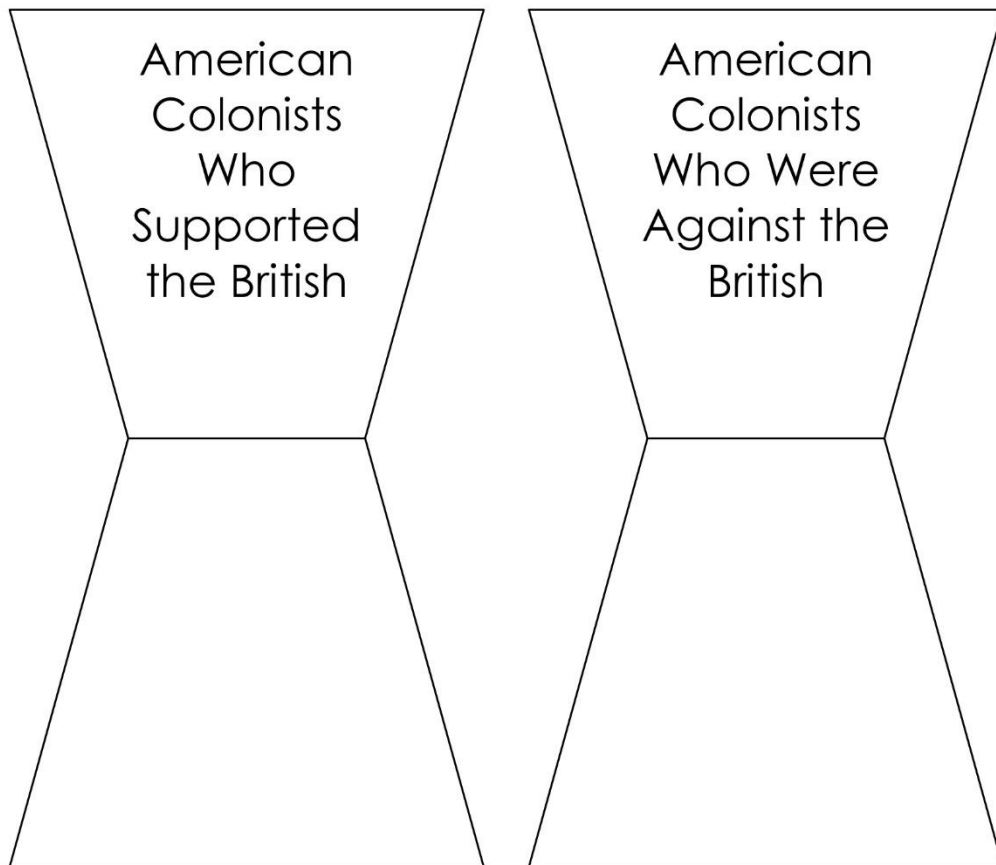 American
Colonists
Who
Supported
the British
American
Colonists
Who Were
Against the
British